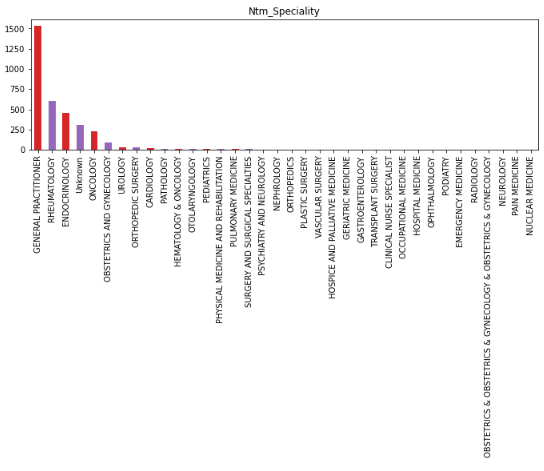 Ntm_Speciality
1500
1250
1000
750
500
250
0
GENERAL PRACTITIONER
RHEUMATOLOGY
ENDOCRINOLOGY
Unknown
ONCOLOGY
OBSTETRICS AND GYNECOLOGY
UROLOGY
ORTHOPEDIC SURGERY
CARDIOLOGY
PATHOLOGY
HEMATOLOGY & ONCOLOGY
OTOLARYNGOLOGY
PEDIATRICS
PHYSICAL MEDICINE AND REHABILITATION
PULMONARY MEDICINE
SURGERY AND SURGICAL SPECIALTIES
PSYCHIATRY AND NEUROLOGY
NEPHROLOGY
ORTHOPEDICS
PLASTIC SURGERY
VASCULAR SURGERY
HOSPICE AND PALLIATIVE MEDICINE
GERIATRIC MEDICINE
GASTROENTEROLOGY
TRANSPLANT SURGERY
CLINICAL NURSE SPECIALIST
OCCUPATIONAL MEDICINE
HOSPITAL MEDICINE
OPHTHALMOLOGY
PODIATRY
EMERGENCY MEDICINE
RADIOLOGY
OBSTETRICS & OBSTETRICS & GYNECOLOGY & OBSTETRICS & GYNECOLOGY
NEUROLOGY
PAIN MEDICINE
NUCLEAR MEDICINE